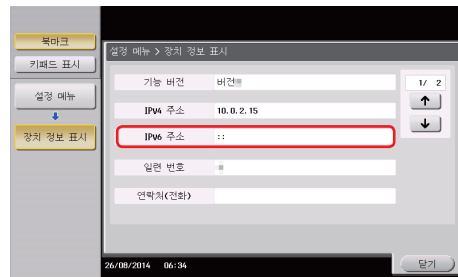 북마크
키패드 표시
설정 메뉴
장치 정보 표시
설정 메뉴 > 장치 정보 표시
기능 버전 버전
1/ 2
IPv4 주소 10.0.2.15
IPv6 주소 ::
일련 번호
연락처(전화)
26/08/2014 06:34
닫기